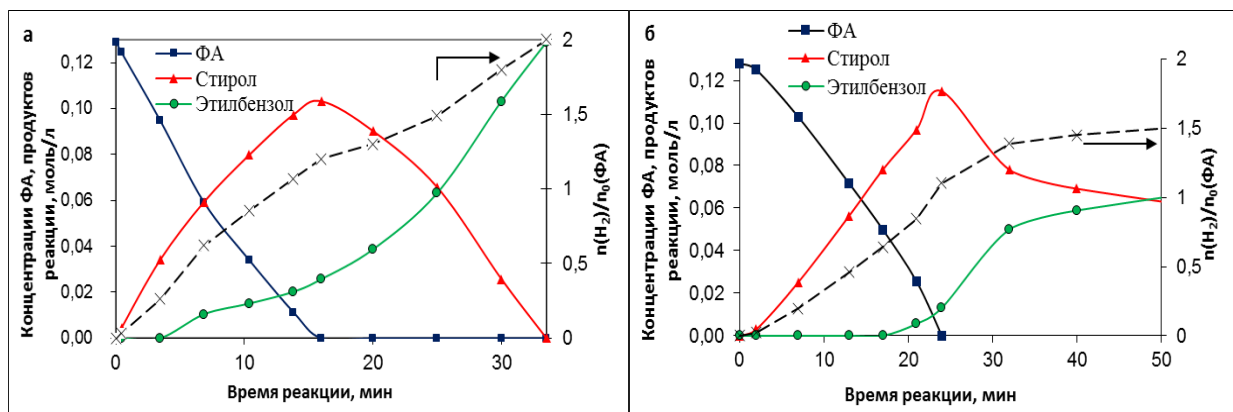 а
ФА
Стирол
Этилбензол
Концентрации ФА, продуктов
реакции, моль/л
0,12
0,10
0,08
0,06
0,04
0,02
0,00
0
10
20
30
Время реакции, мин
2
1,5
1
0,5
0
n(H₂)/n₀(ФА)
б
ФА
Стирол
Этилбензол
Концентрации ФА, продуктов
реакции, моль/л
0,12
0,10
0,08
0,06
0,04
0,02
0,00
0
10
20
30
40
50
Время реакции, мин
2
1,5
1
0,5
0
n(H₂)/n₀(ФА)